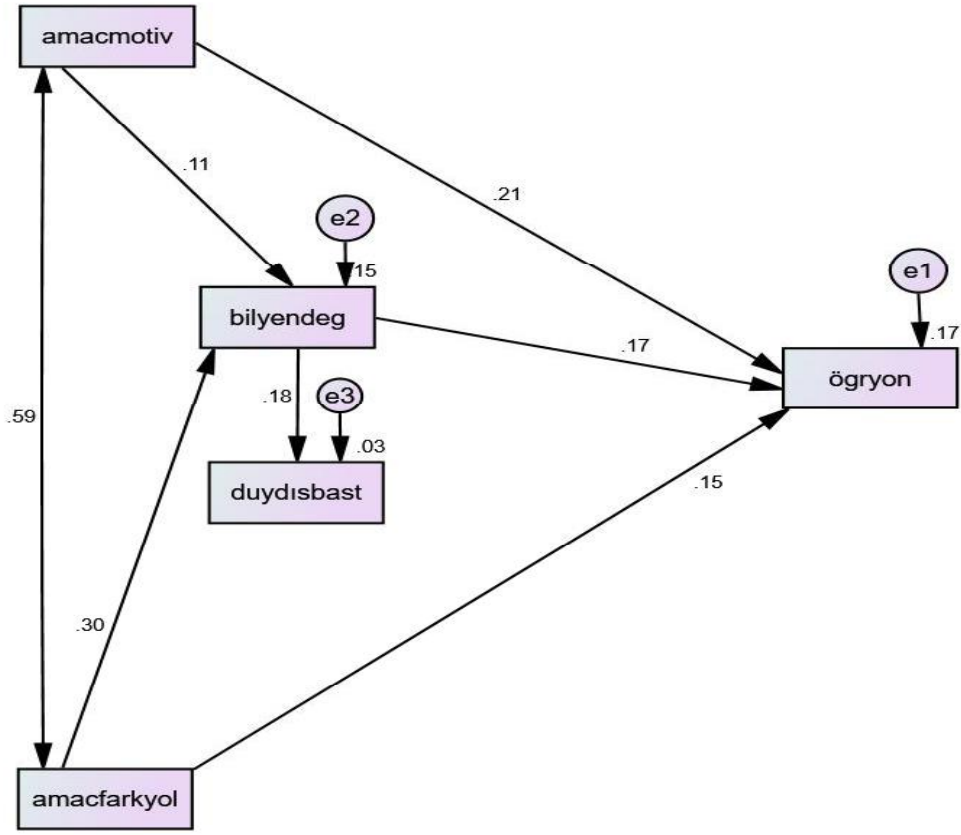 amacmotiv
.11
.21
e2
15
e1
bilyendeg
.17
.17
ögryon
.18
e3
.59
.03
duydısbast
.15
.30
amacfarkyol